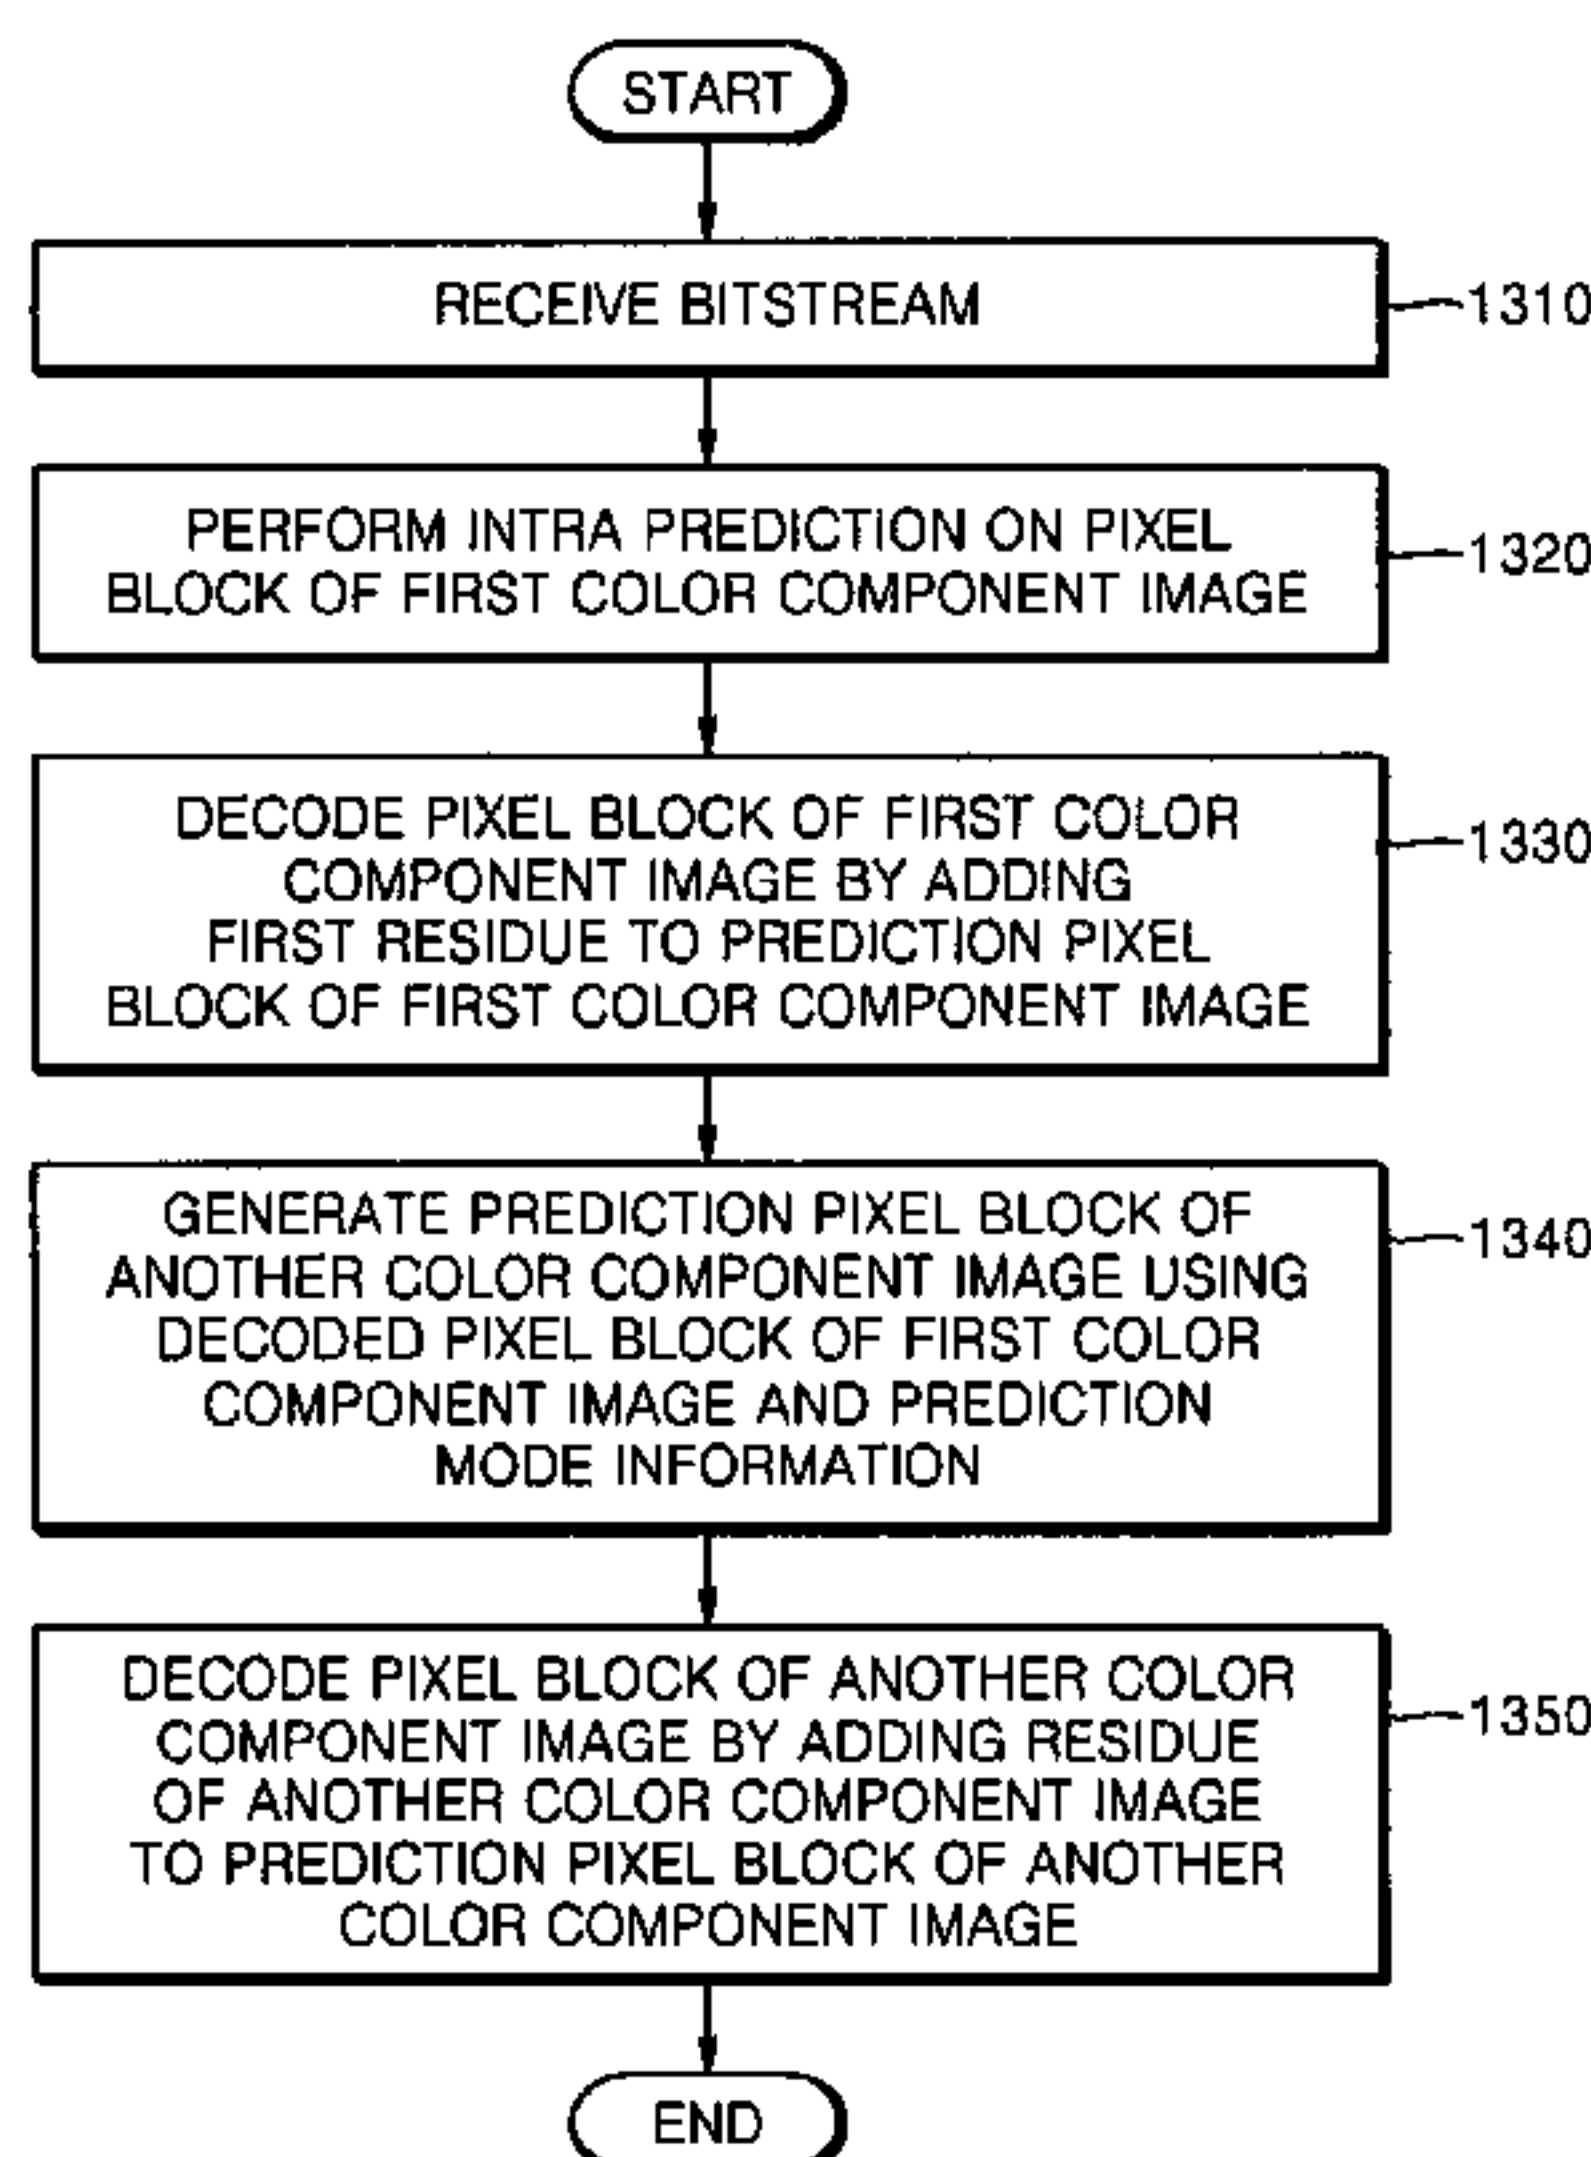 START
RECEIVE BITSTREAM
1310
PERFORM INTRA PREDICTION ON PIXEL
BLOCK OF FIRST COLOR COMPONENT IMAGE
1320
DECODE PIXEL BLOCK OF FIRST COLOR
COMPONENT IMAGE BY ADDING
FIRST RESIDUE TO PREDICTION PIXEL
BLOCK OF FIRST COLOR COMPONENT IMAGE
1330
GENERATE PREDICTION PIXEL BLOCK OF
ANOTHER COLOR COMPONENT IMAGE USING
DECODED PIXEL BLOCK OF FIRST COLOR
COMPONENT IMAGE AND PREDICTION
MODE INFORMATION
1340
DECODE PIXEL BLOCK OF ANOTHER COLOR
COMPONENT IMAGE BY ADDING RESIDUE
OF ANOTHER COLOR COMPONENT IMAGE
TO PREDICTION PIXEL BLOCK OF ANOTHER
COLOR COMPONENT IMAGE
1350
END